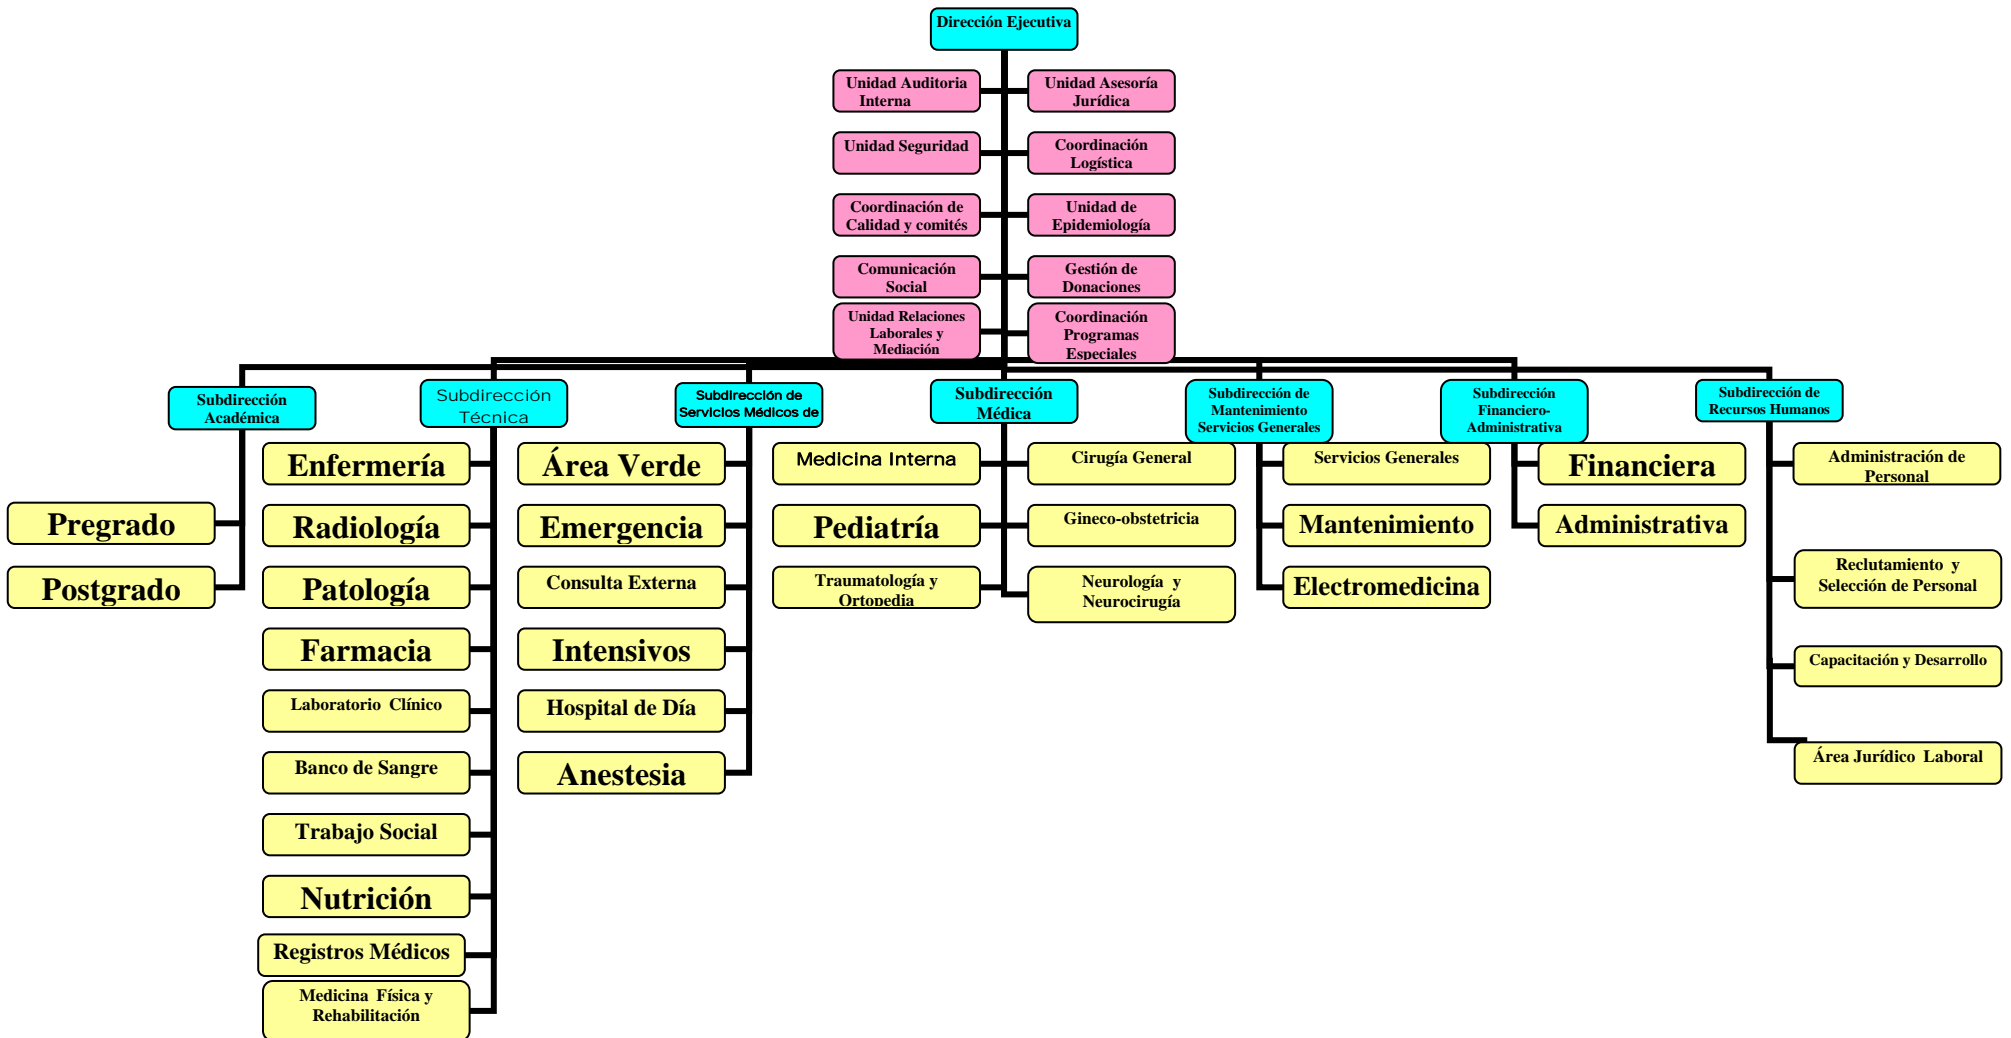 Dirección Ejecutiva
Unidad Auditoria
Interna
Unidad Asesoría
Jurídica
Unidad Seguridad
Coordinación
Logística
Coordinación de
Calidad y comités
Unidad de
Epidemiología
Comunicación
Social
Gestión de
Donaciones
Unidad Relaciones
Laborales y
Mediación
Coordinación
Programas
Especiales
Subdirección
Académica
Subdirección
Técnica
Subdirección de
Servicios Médicos de
Subdirección
Médica
Subdirección de
Mantenimiento
Servicios Generales
Subdirección
Financiero-
Administrativa
Subdirección de
Recursos Humanos
Pregrado
Postgrado
Enfermería
Radiología
Patología
Farmacia
Laboratorio Clínico
Banco de Sangre
Trabajo Social
Nutrición
Registros Médicos
Medicina Física y
Rehabilitación
Área Verde
Emergencia
Consulta Externa
Intensivos
Hospital de Día
Anestesia
Medicina Interna
Cirugía General
Pediatría
Gineco-obstetricia
Traumatología y
Ortopedia
Neurología y
Neurocirugía
Servicios Generales
Mantenimiento
Electromedicina
Financiera
Administrativa
Administración de
Personal
Reclutamiento y
Selección de Personal
Capacitación y Desarrollo
Área Jurídico Laboral